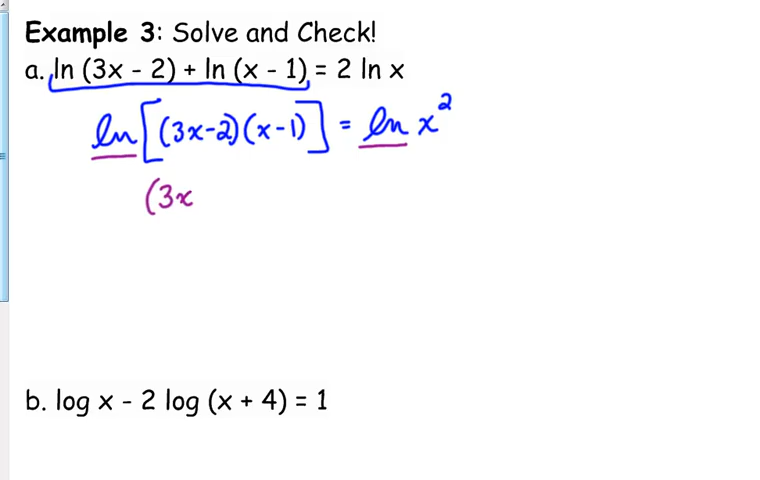 Example 3: Solve and Check!
a. ln (3x - 2) + ln (x - 1) = 2 ln x
ln [(3x-2)(x-1)] = ln x²
(3x
b. log x - 2 log (x + 4) = 1